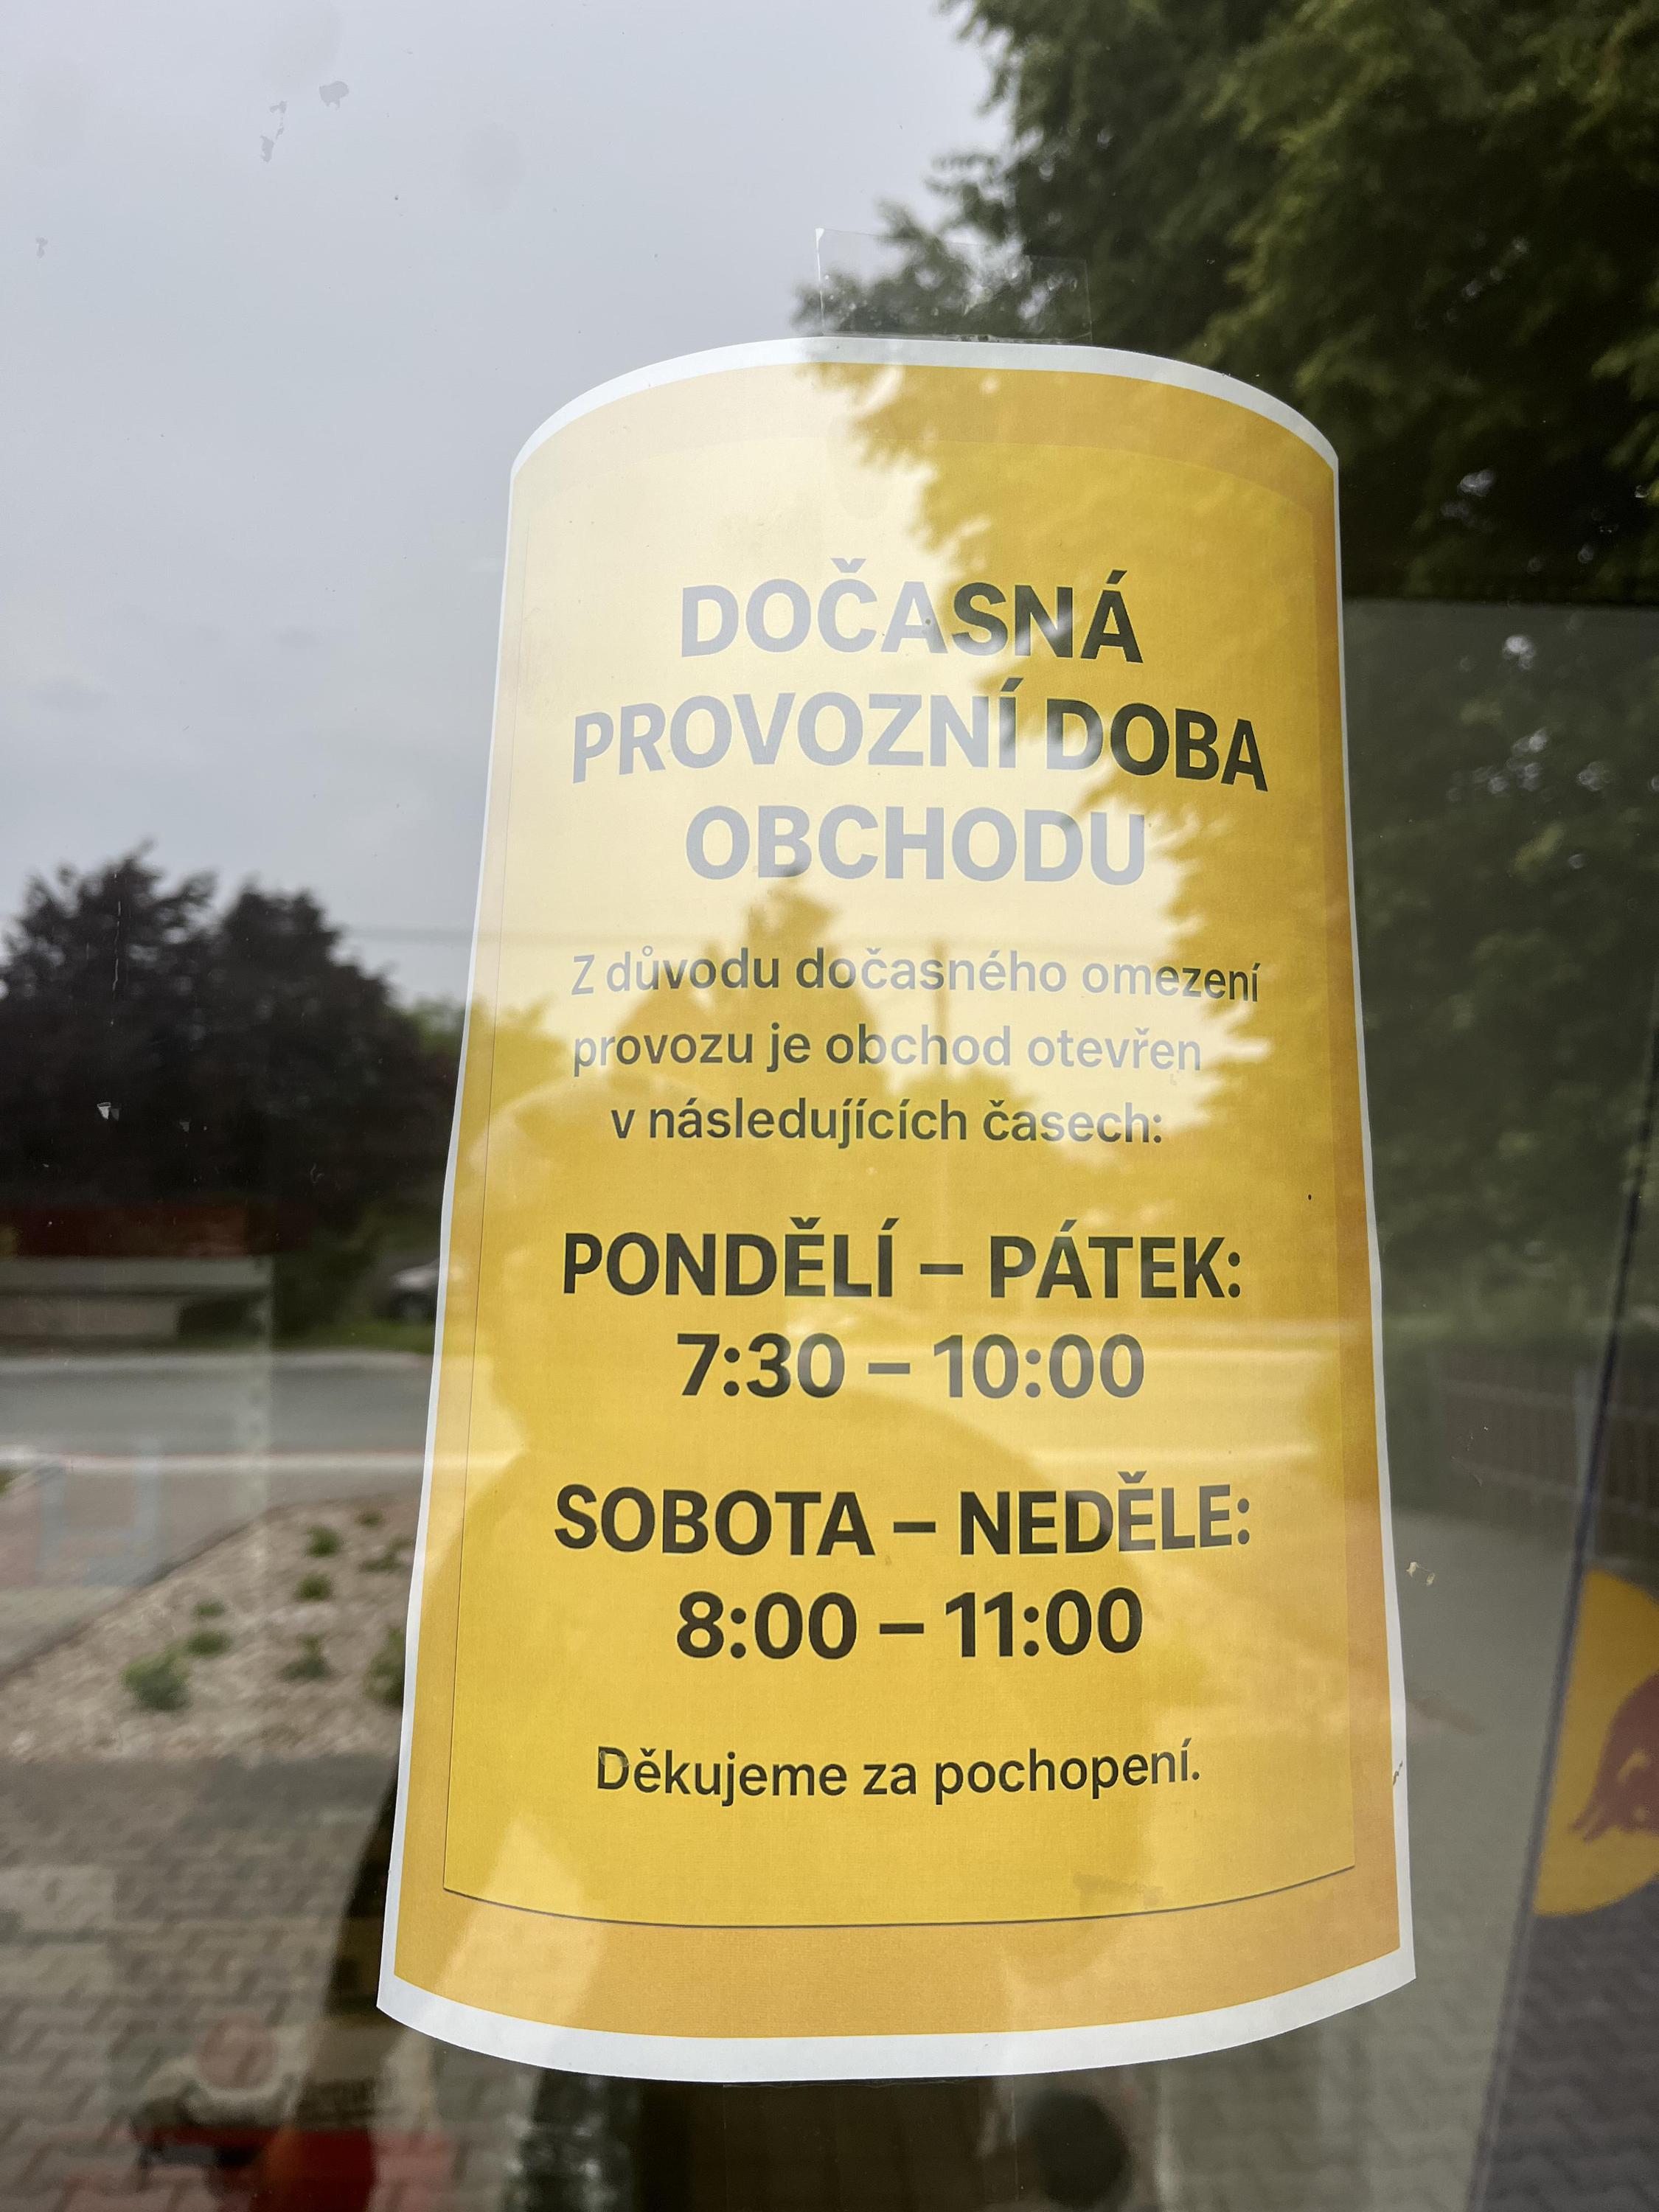 DOČASNÁ
PROVOZNÍ DOBA
OBCHODU
Z důvodu dočasného omezení
provozu je obchod otevřen
v následujících časech:
PONDĚLÍ – PÁTEK:
7:30 – 10:00
SOBOTA – NEDĚLE:
8:00 – 11:00
Děkujeme za pochopení.